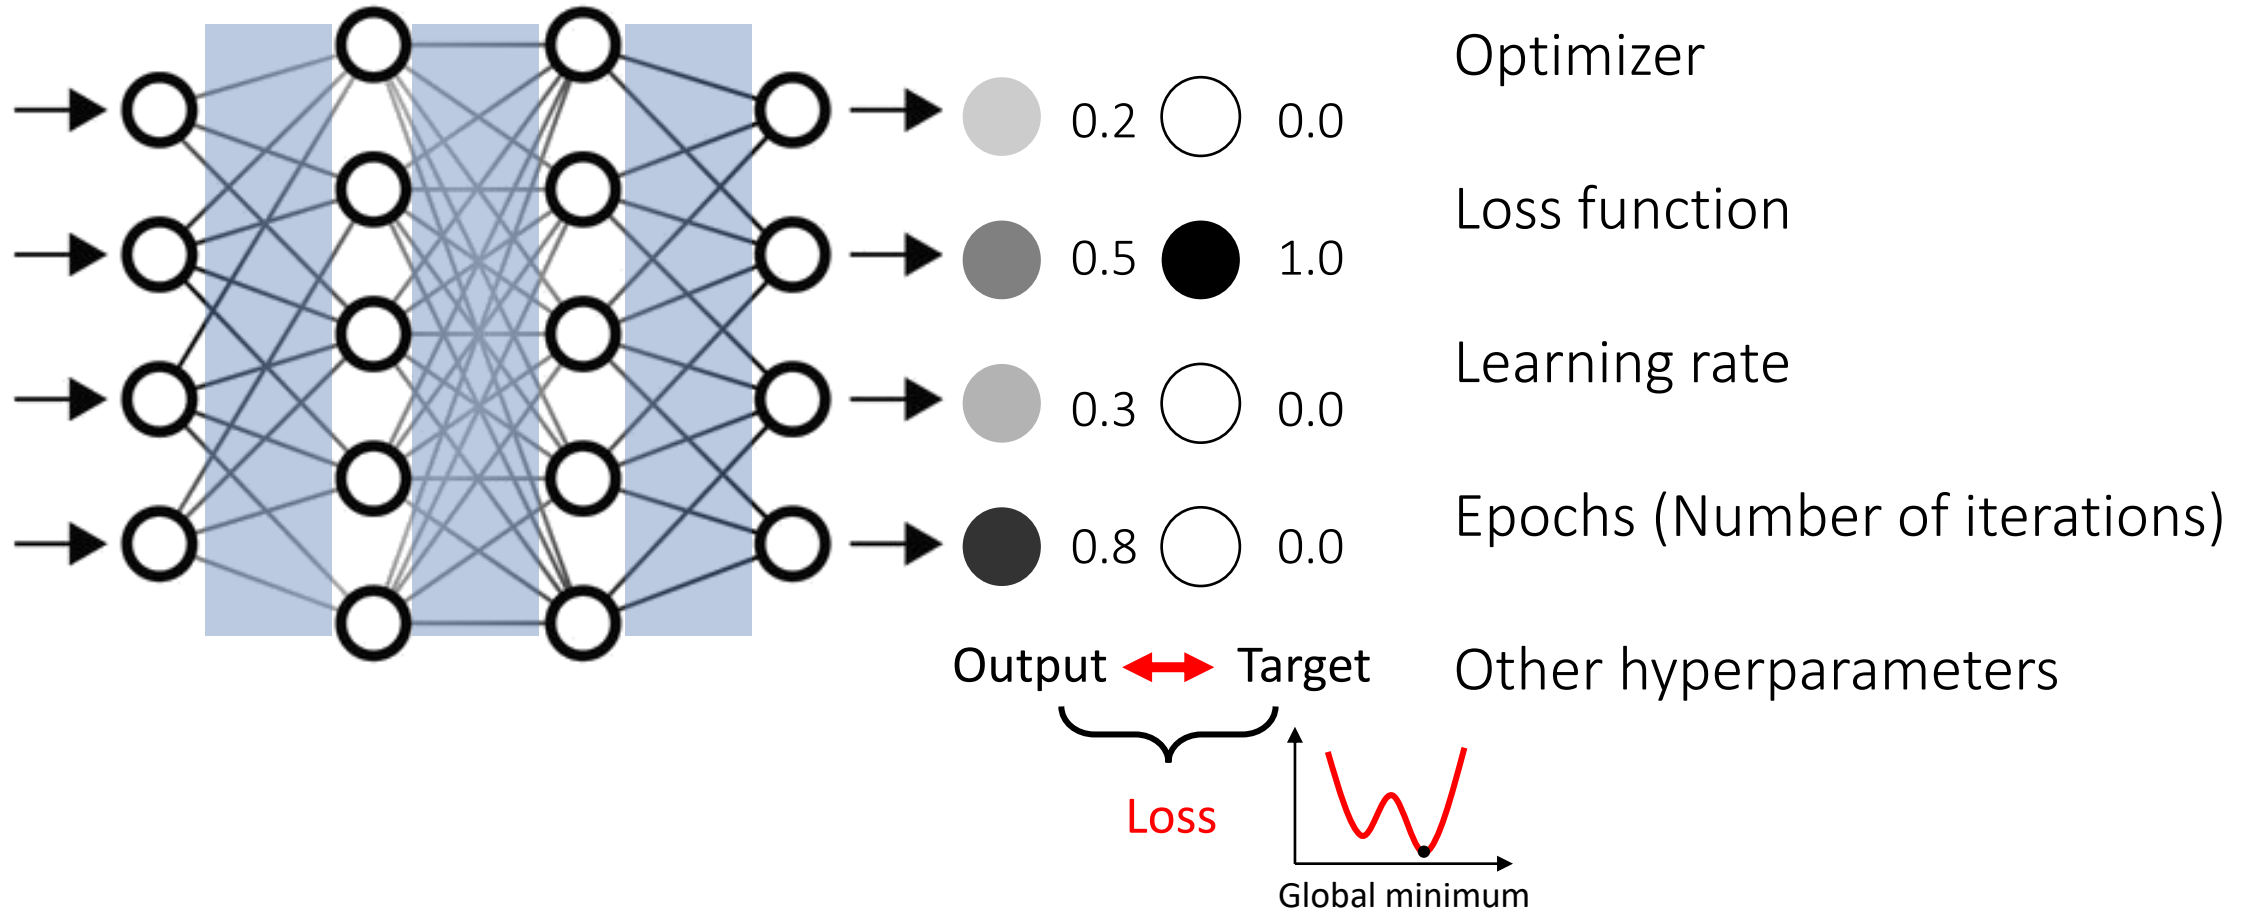 Optimizer
0.2 0.0
Loss function
0.5 1.0
Learning rate
0.3 0.0
Epochs (Number of iterations)
0.8 0.0
Output Target
Other hyperparameters
Loss
Global minimum